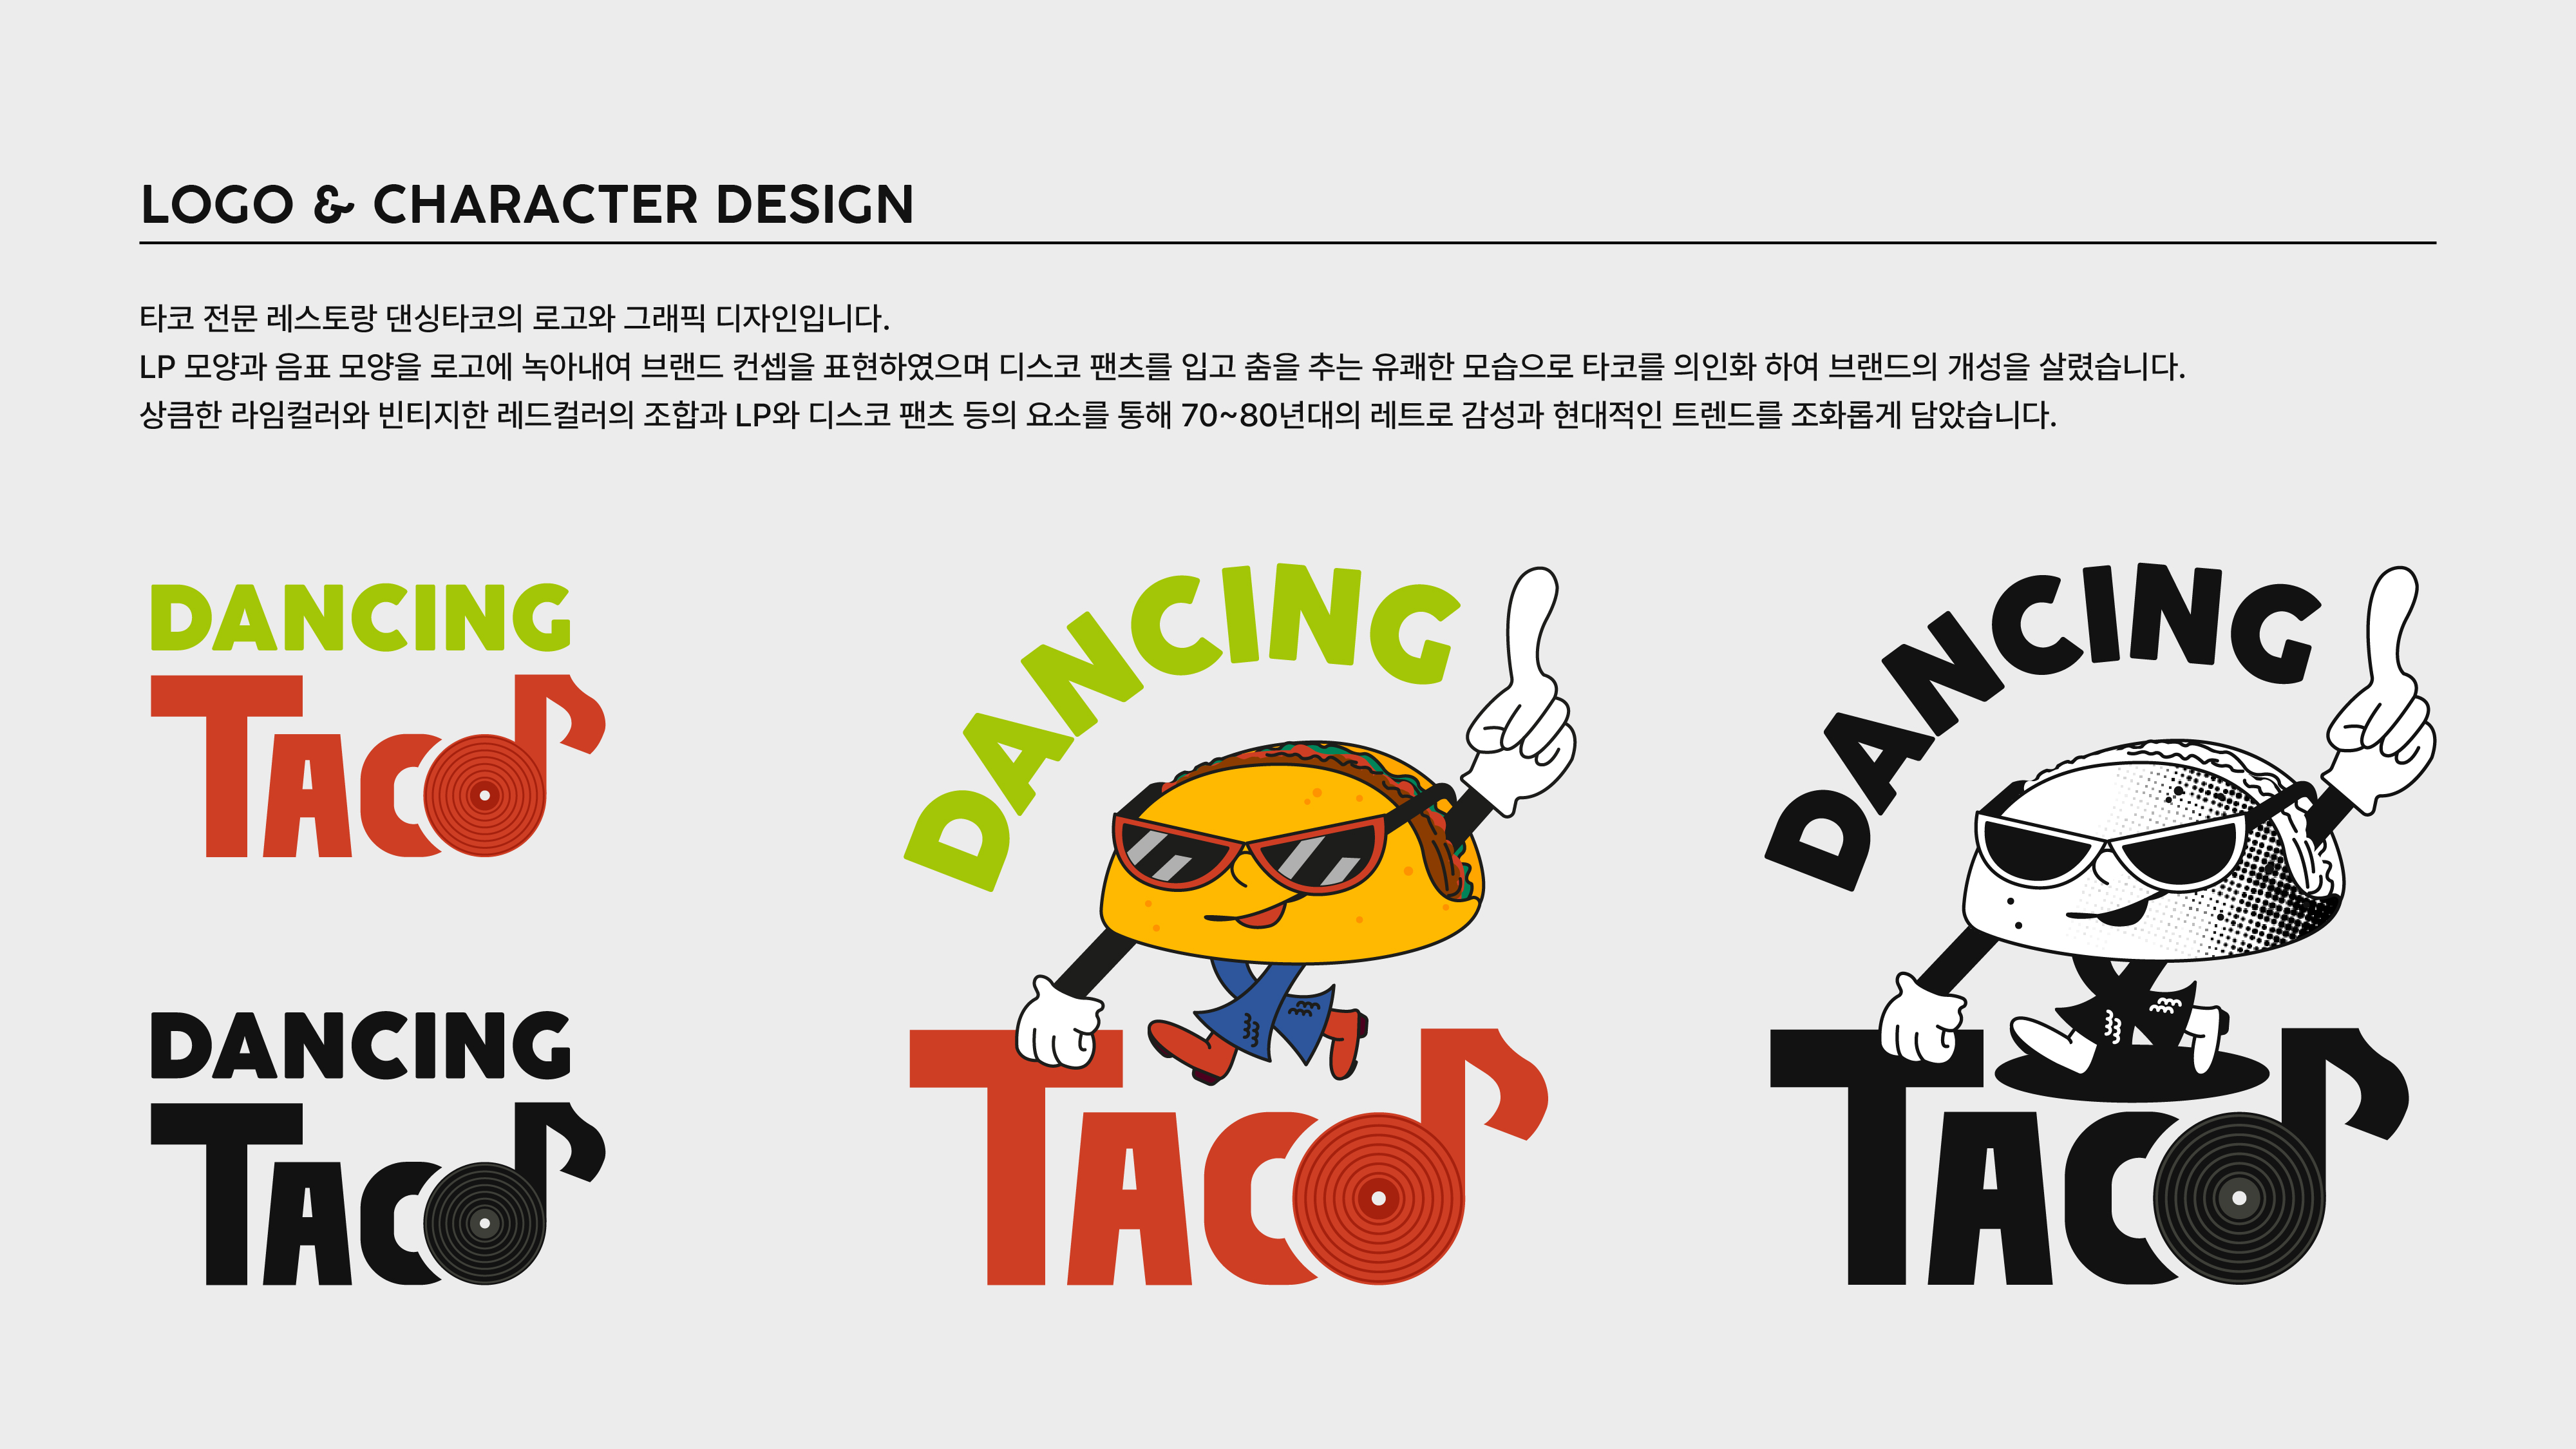 LOGO & CHARACTER DESIGN
타코 전문 레스토랑 댄싱타코의 로고와 그래픽 디자인입니다.
LP 모양과 음표 모양을 로고에 녹아내여 브랜드 컨셉을 표현하였으며 디스코 팬츠를 입고 춤을 추는 유쾌한 모습으로 타코를 의인화 하여 브랜드의 개성을 살렸습니다.
상큼한 라임컬러와 빈티지한 레드컬러의 조합과 LP와 디스코 팬츠 등의 요소를 통해 70~80년대의 레트로 감성과 현대적인 트렌드를 조화롭게 담았습니다.
DANCING
TACO
DANCING
TACO
DANCING
TACO
DANCING
TACO